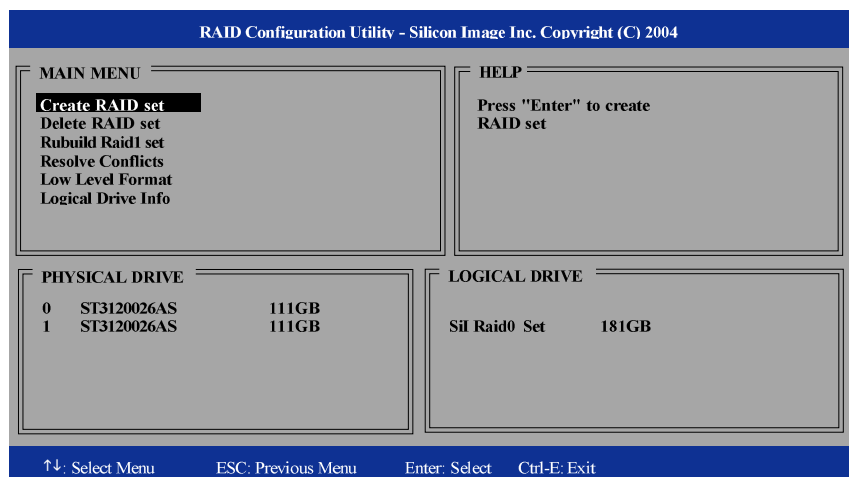 RAID Configuration Utility - Silicon Image Inc. Copyright (C) 2004
MAIN MENU
Create RAID set
Delete RAID set
Rubuild Raid1 set
Resolve Conflicts
Low Level Format
Logical Drive Info
HELP
Press "Enter" to create
RAID set
PHYSICAL DRIVE
0 ST3120026AS 111GB
1 ST3120026AS 111GB
LOGICAL DRIVE
SiI Raid0 Set 181GB
↑↓: Select Menu ESC: Previous Menu Enter: Select Ctrl-E: Exit